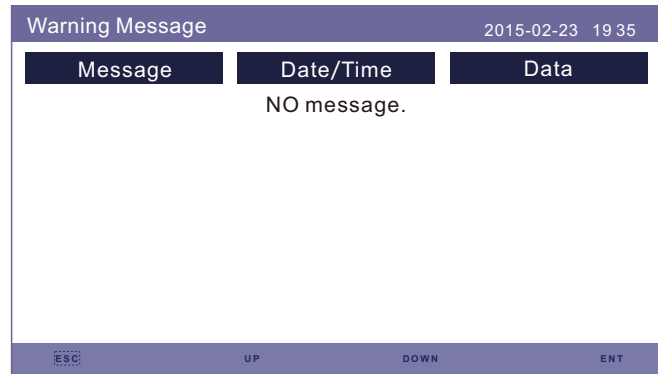 Warning Message 2015-02-23 19 35
Message Date/Time Data
NO message.
ESC UP DOWN ENT